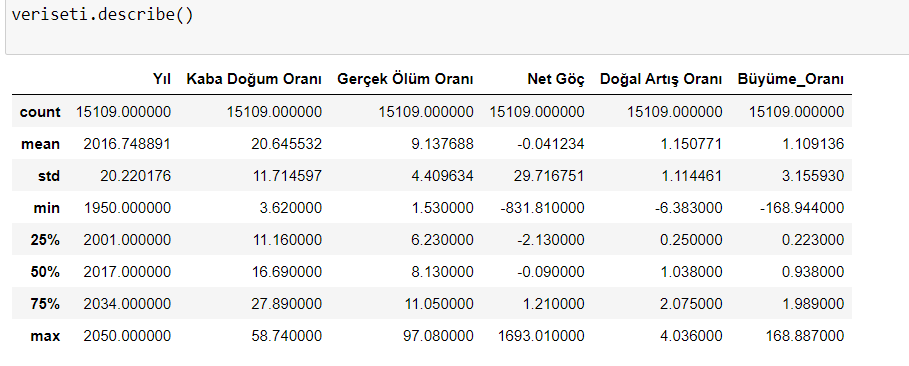 veriseti.describe()
Yıl Kaba Doğum Oranı Gerçek Ölüm Oranı Net Göç Doğal Artış Oranı Büyüme_Oranı
count 15109.000000 15109.000000 15109.000000 15109.000000 15109.000000 15109.000000
mean 2016.748891 20.645532 9.137688 -0.041234 1.150771 1.109136
std 20.220176 11.714597 4.409634 29.716751 1.114461 3.155930
min 1950.000000 3.620000 1.530000 -831.810000 -6.383000 -168.944000
25% 2001.000000 11.160000 6.230000 -2.130000 0.250000 0.223000
50% 2017.000000 16.690000 8.130000 -0.090000 1.038000 0.938000
75% 2034.000000 27.890000 11.050000 1.210000 2.075000 1.989000
max 2050.000000 58.740000 97.080000 1693.010000 4.036000 168.887000